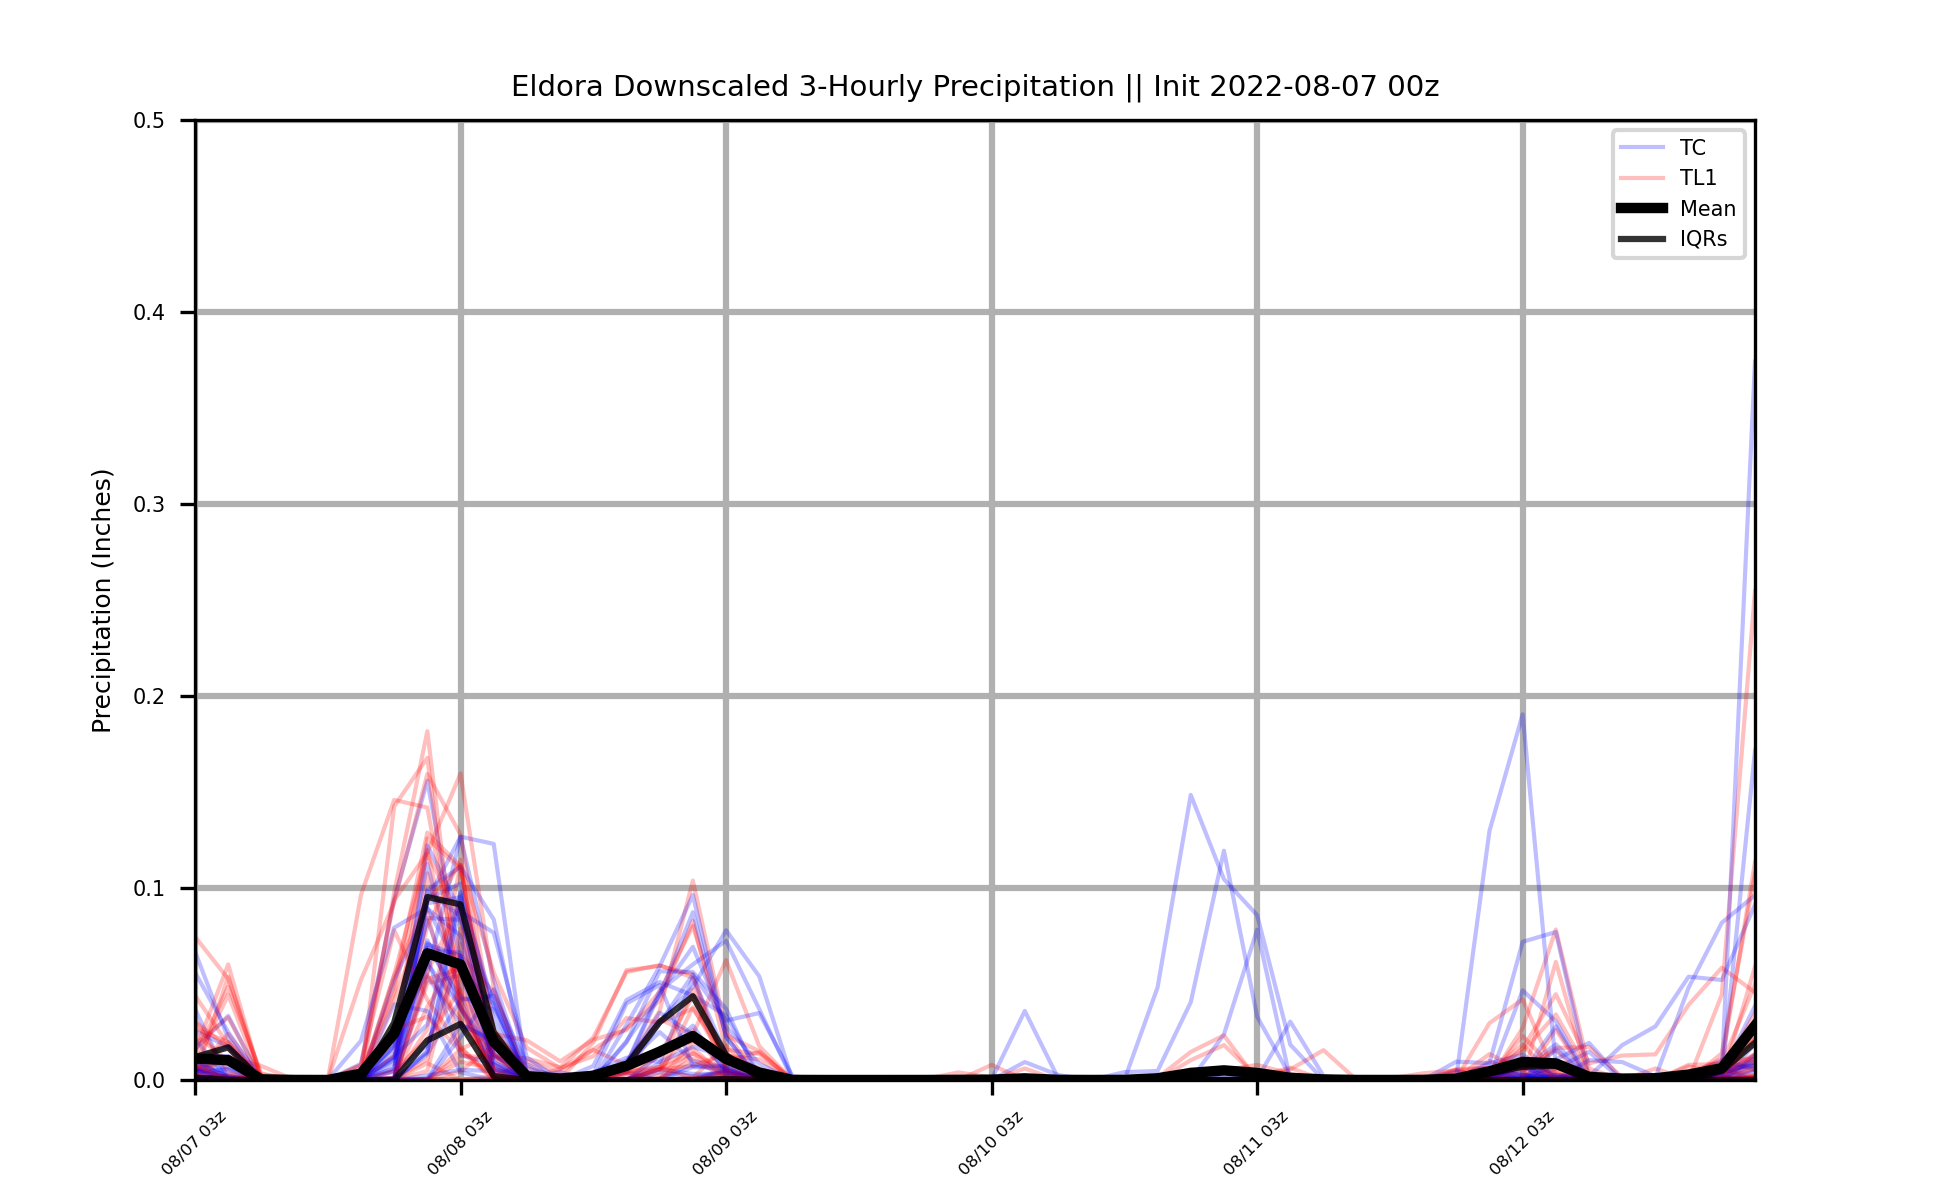 Eldora Downscaled 3-Hourly Precipitation || Init 2022-08-07 00z
Precipitation (Inches)
0.5
0.4
0.3
0.2
0.1
0.0
TC
TL1
Mean
IQRs
08/07 03z
08/08 03z
08/09 03z
08/10 03z
08/11 03z
08/12 03z